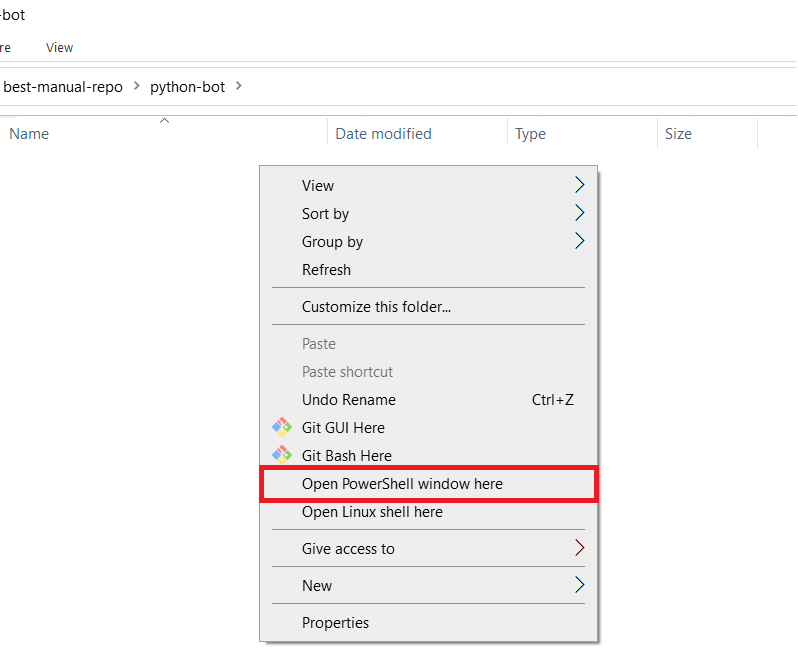 -bot
re View
best-manual-repo > python-bot >
Name Date modified Type Size
View
Sort by
Group by
Refresh
Customize this folder...
Paste
Paste shortcut
Undo Rename Ctrl+Z
Git GUI Here
Git Bash Here
Open PowerShell window here
Open Linux shell here
Give access to
New
Properties